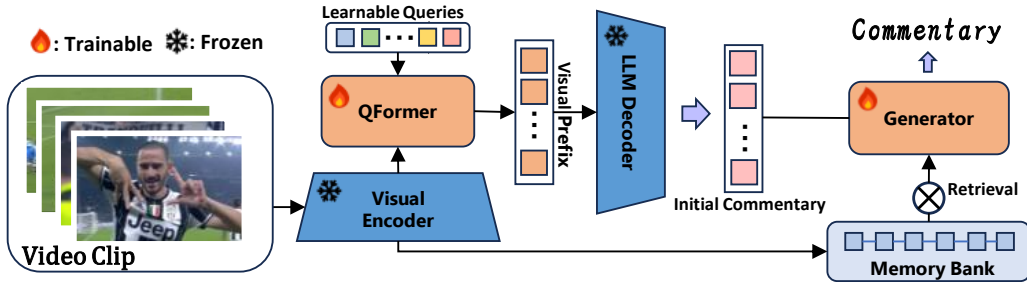 Learnable Queries
: Trainable
: Frozen
QFormer
Visual Prefix
LLM Decoder
Commentary
Generator
Visual
Encoder
Initial Commentary
Retrieval
Jeep
Video Clip
Memory Bank